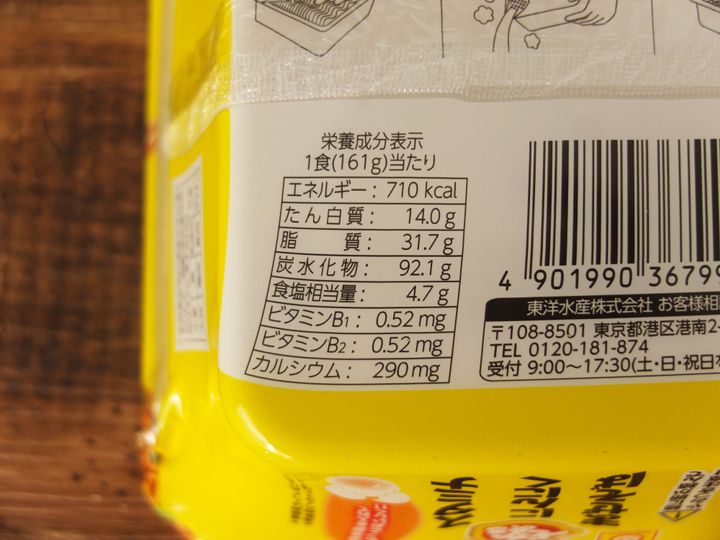 栄養成分表示
1食(161g)当たり
エネルギー: 710 kcal
たん白質: 14.0 g
脂質: 31.7 g
炭水化物: 92.1 g
食塩相当量: 4.7 g
ビタミンB1: 0.52 mg
ビタミンB2: 0.52 mg
カルシウム: 290 mg
4 901990 36799
東洋水産株式会社 お客様相
〒108-8501 東京都港区港南2-
TEL 0120-181-874
受付 9:00〜17:30(土・日・祝日